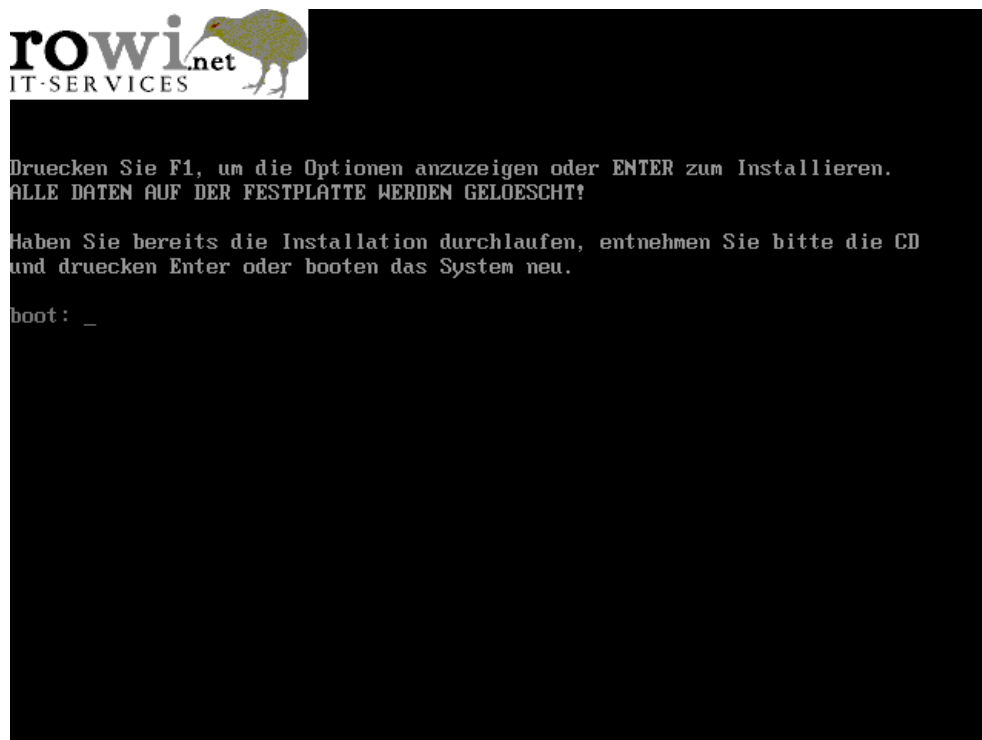 rowi.net
IT-SERVICES
Druecken Sie F1, um die Optionen anzuzeigen oder ENTER zum Installieren.
ALLE DATEN AUF DER FESTPLATTE WERDEN GELOESCHT!
Haben Sie bereits die Installation durchlaufen, entnehmen Sie bitte die CD
und druecken Enter oder booten das System neu.
boot: _